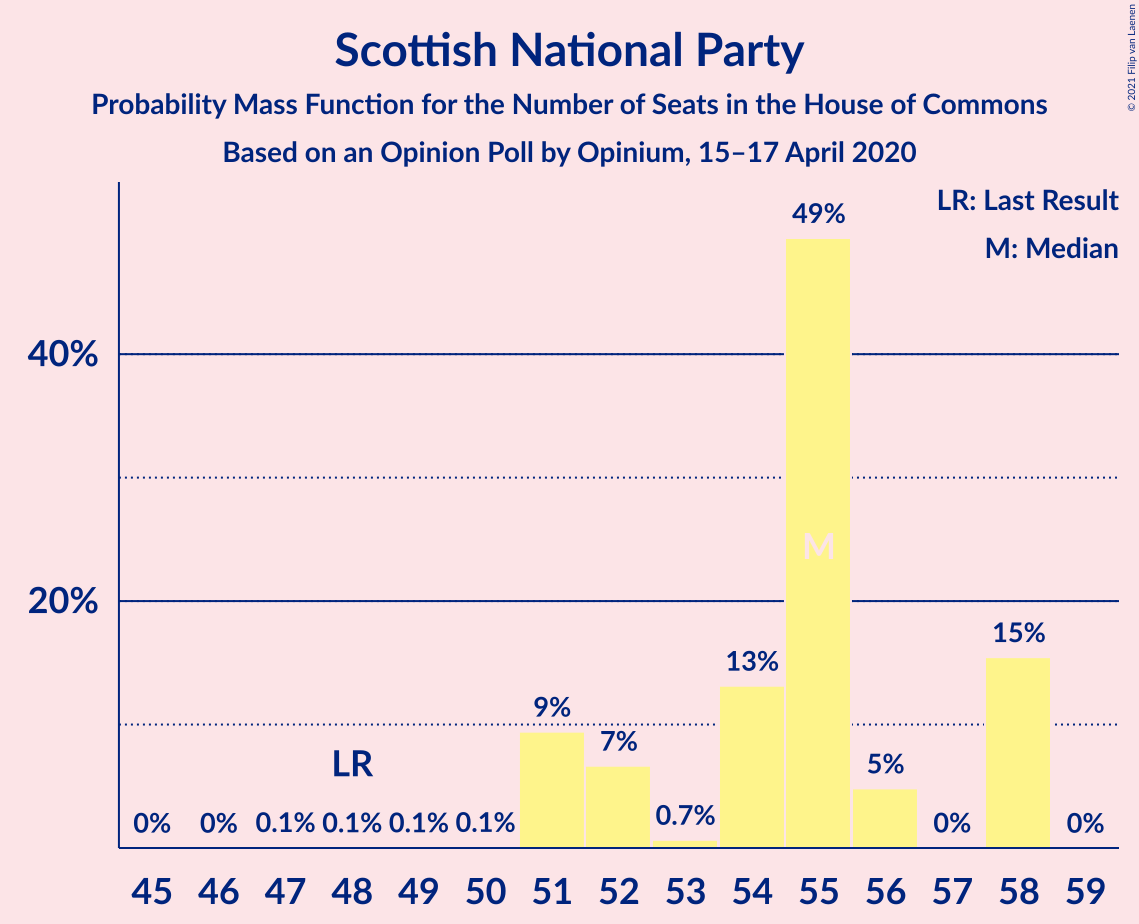 Scottish National Party
Probability Mass Function for the Number of Seats in the House of Commons
Based on an Opinion Poll by Opinium, 15–17 April 2020
© 2021 Filip van Laenen
LR: Last Result
M: Median
49%
40%
M
20%
15%
13%
9%
7%
LR
5%
0% 0% 0.1% 0.1% 0.1% 0.1% 0.7% 0% 0%
45 46 47 48 49 50 51 52 53 54 55 56 57 58 59